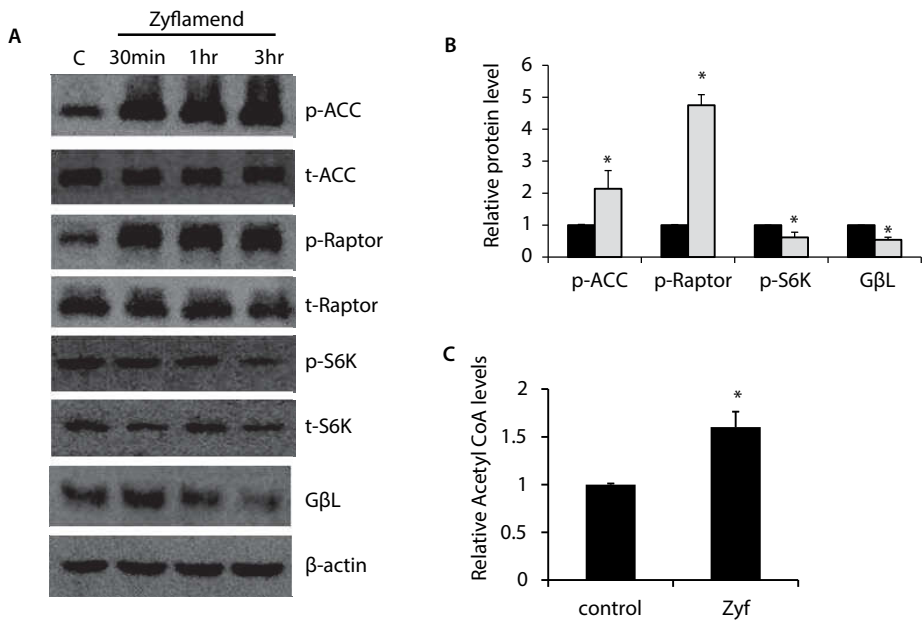 A
Zyflamend
C 30min 1hr 3hr
p-ACC
t-ACC
p-Raptor
t-Raptor
p-S6K
t-S6K
GβL
β-actin
B
Relative protein level
6
5
4
3
2
1
0
*
*
*
*
p-ACC p-Raptor p-S6K GβL
C
Relative Acetyl CoA levels
2
1.5
1
0.5
0
*
control Zyf